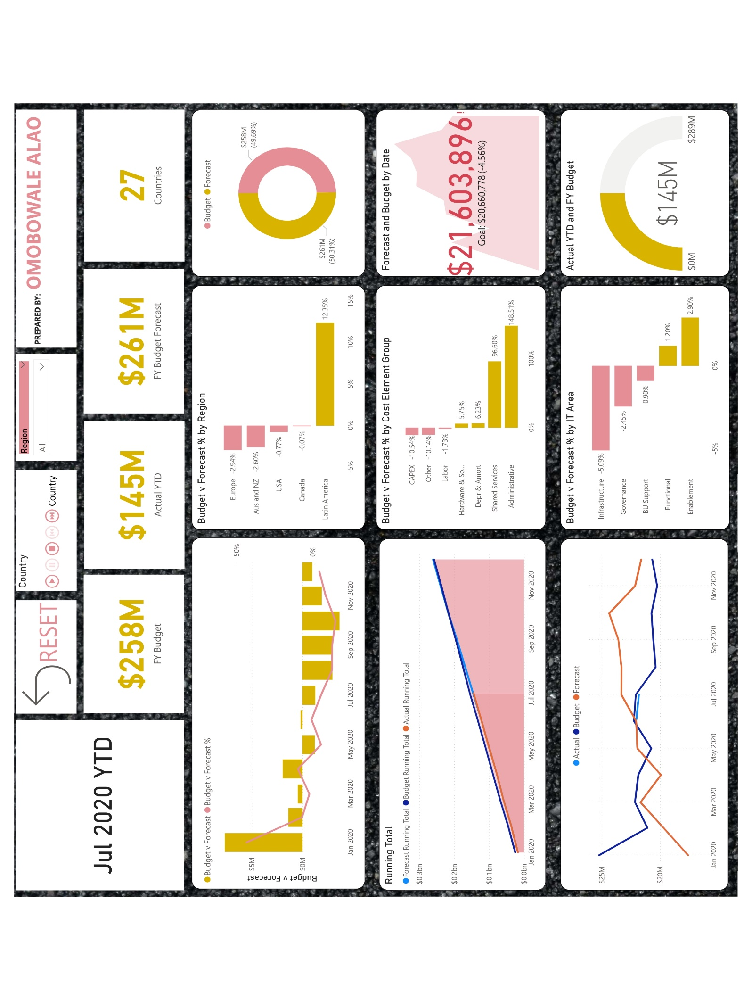 Jul 2020 YTD
RESET
Country
Country
Region
All
PREPARED BY: OMOBOWALE ALAO
$258M
FY Budget
$145M
Actual YTD
$261M
FY Budget Forecast
27
Countries
Budget v Forecast Budget v Forecast %
Budget v Forecast
$5M
$0M
50%
0%
Jan 2020 Mar 2020 May 2020 Jul 2020 Sep 2020 Nov 2020
Budget v Forecast % by Region
Europe -2.94%
Aus and NZ -2.60%
USA -0.77%
Canada -0.07%
Latin America 12.35%
-5% 0% 5% 10% 15%
Budget Forecast
$258M
(49.69%)
$261M
(50.31%)
Running Total
Forecast Running Total Budget Running Total Actual Running Total
$0.3bn
$0.2bn
$0.1bn
$0.0bn
Jan 2020 Mar 2020 May 2020 Jul 2020 Sep 2020 Nov 2020
Budget v Forecast % by Cost Element Group
CAPEX -10.54%
Other -10.14%
Labor -1.73%
Hardware & So... 5.75%
Depr & Amort 6.23%
Shared Services 96.60%
Administrative 148.51%
0% 100%
Forecast and Budget by Date
$21,603,896!
Goal: $20,660,778 (-4.56%)
Actual Budget Forecast
$25M
$20M
Jan 2020 Mar 2020 May 2020 Jul 2020 Sep 2020 Nov 2020
Budget v Forecast % by IT Area
Infrastructure -5.09%
Governance -2.45%
BU Support -0.90%
Functional 1.20%
Enablement 2.90%
-5% 0%
Actual YTD and FY Budget
$145M
$0M $289M